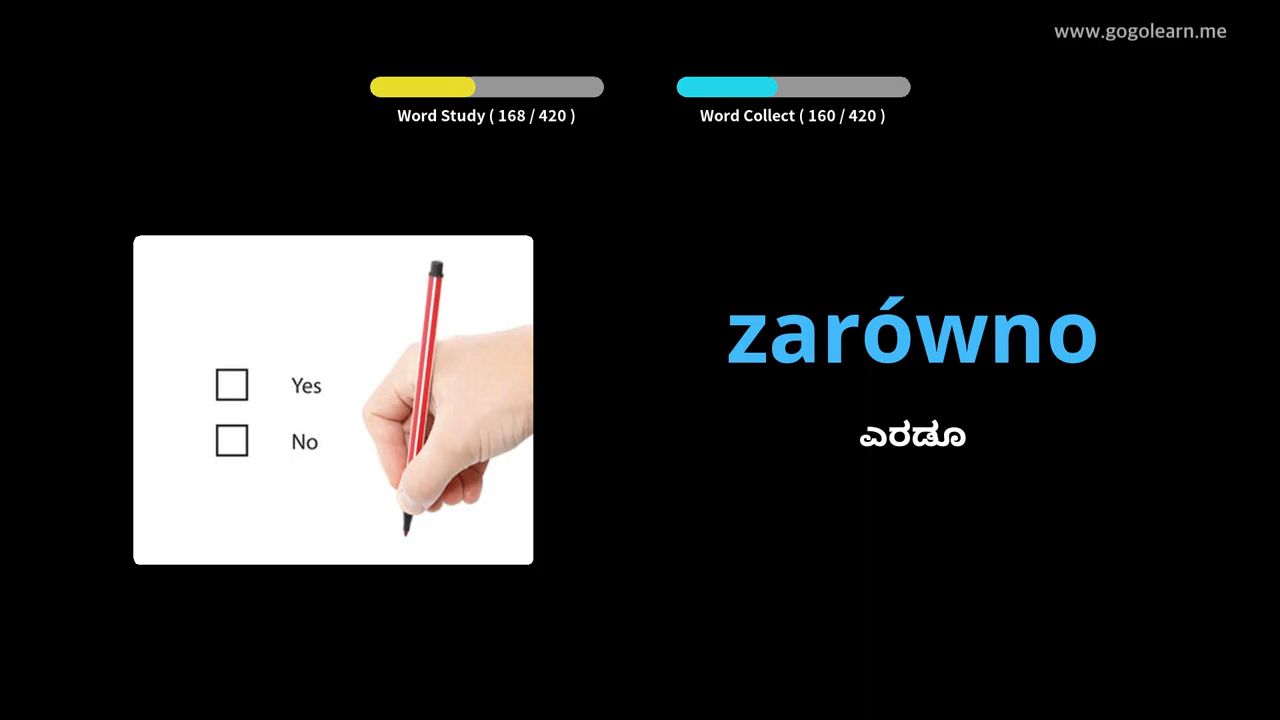 www.gogolearn.me
Word Study ( 168 / 420 )
Word Collect ( 160 / 420 )
Yes
No
zarówno
ಎರಡೂ